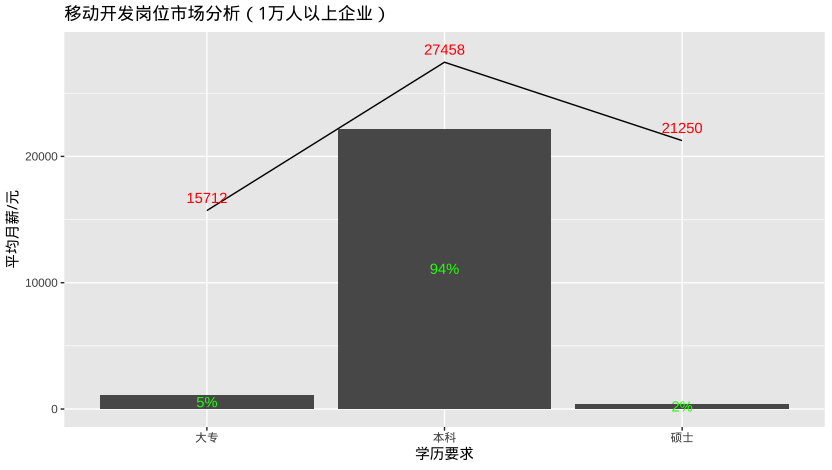 移动开发岗位市场分析（1万人以上企业）
27458
21250
15712
20000
94%
10000
5%
2%
0
大专
本科
硕士
学历要求
平均月薪/元